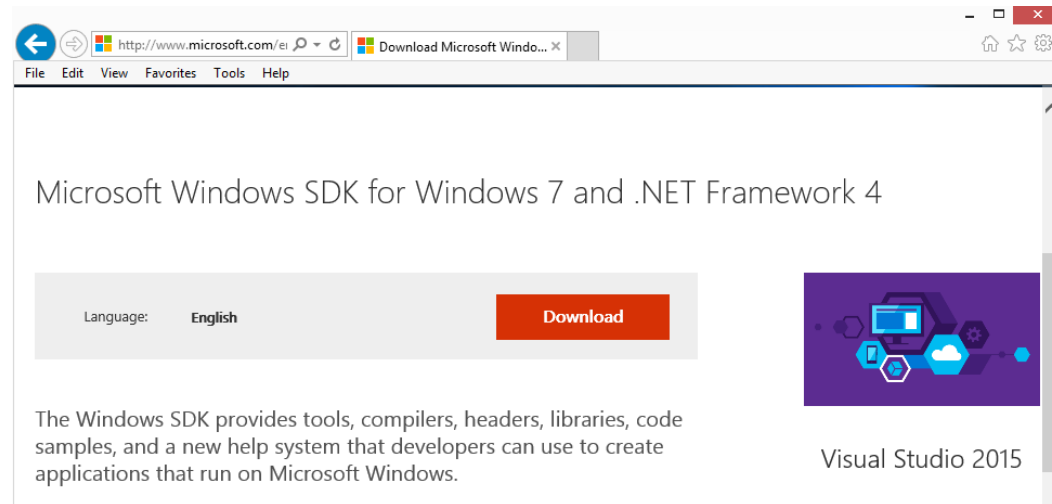 http://www.microsoft.com/
Download Microsoft Windo...
File Edit View Favorites Tools Help
Microsoft Windows SDK for Windows 7 and .NET Framework 4
Language: English Download
The Windows SDK provides tools, compilers, headers, libraries, code
samples, and a new help system that developers can use to create
applications that run on Microsoft Windows.
Visual Studio 2015